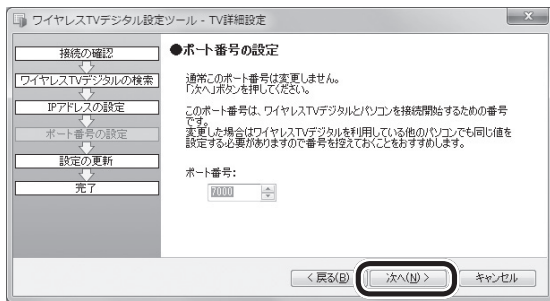 ワイヤレスTVデジタル設定ツール - TV詳細設定
接続の確認
ワイヤレスTVデジタルの検索
IPアドレスの設定
ポート番号の設定
設定の更新
完了
●ポート番号の設定
通常このポート番号は変更しません。
「次へ」ボタンを押してください。
このポート番号は、ワイヤレスTVデジタルとパソコンを接続開始するための番号
です。
変更した場合はワイヤレスTVデジタルを利用している他のパソコンでも同じ値を
設定する必要がありますので番号を控えておくことをおすすめします。
ポート番号:
7000
< 戻る(B)
次へ(N) >
キャンセル